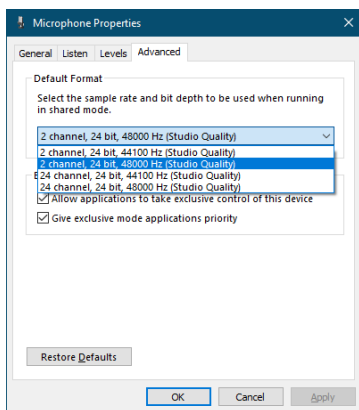 Microphone Properties
General Listen Levels Advanced
Default Format
Select the sample rate and bit depth to be used when running
in shared mode.
2 channel, 24 bit, 48000 Hz (Studio Quality)
2 channel, 24 bit, 44100 Hz (Studio Quality)
2 channel, 24 bit, 48000 Hz (Studio Quality)
24 channel, 24 bit, 44100 Hz (Studio Quality)
24 channel, 24 bit, 48000 Hz (Studio Quality)
Allow applications to take exclusive control of this device
Give exclusive mode applications priority
Restore Defaults
OK Cancel Apply